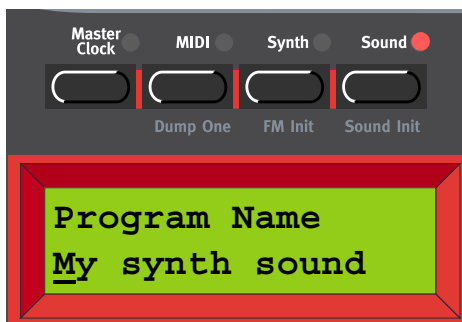 Master Clock MIDI Synth Sound
Dump One FM Init Sound Init
Program Name
My synth sound